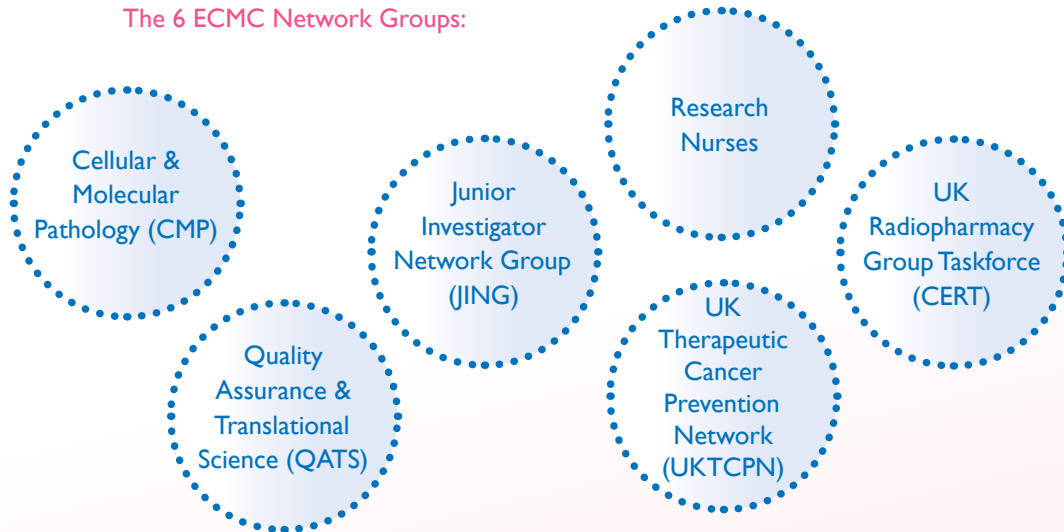 The 6 ECMC Network Groups:
Cellular &
Molecular
Pathology (CMP)
Quality
Assurance &
Translational
Science (QATS)
Junior
Investigator
Network Group
(JING)
Research
Nurses
UK
Therapeutic
Cancer
Prevention
Network
(UKTCPN)
UK
Radiopharmacy
Group Taskforce
(CERT)